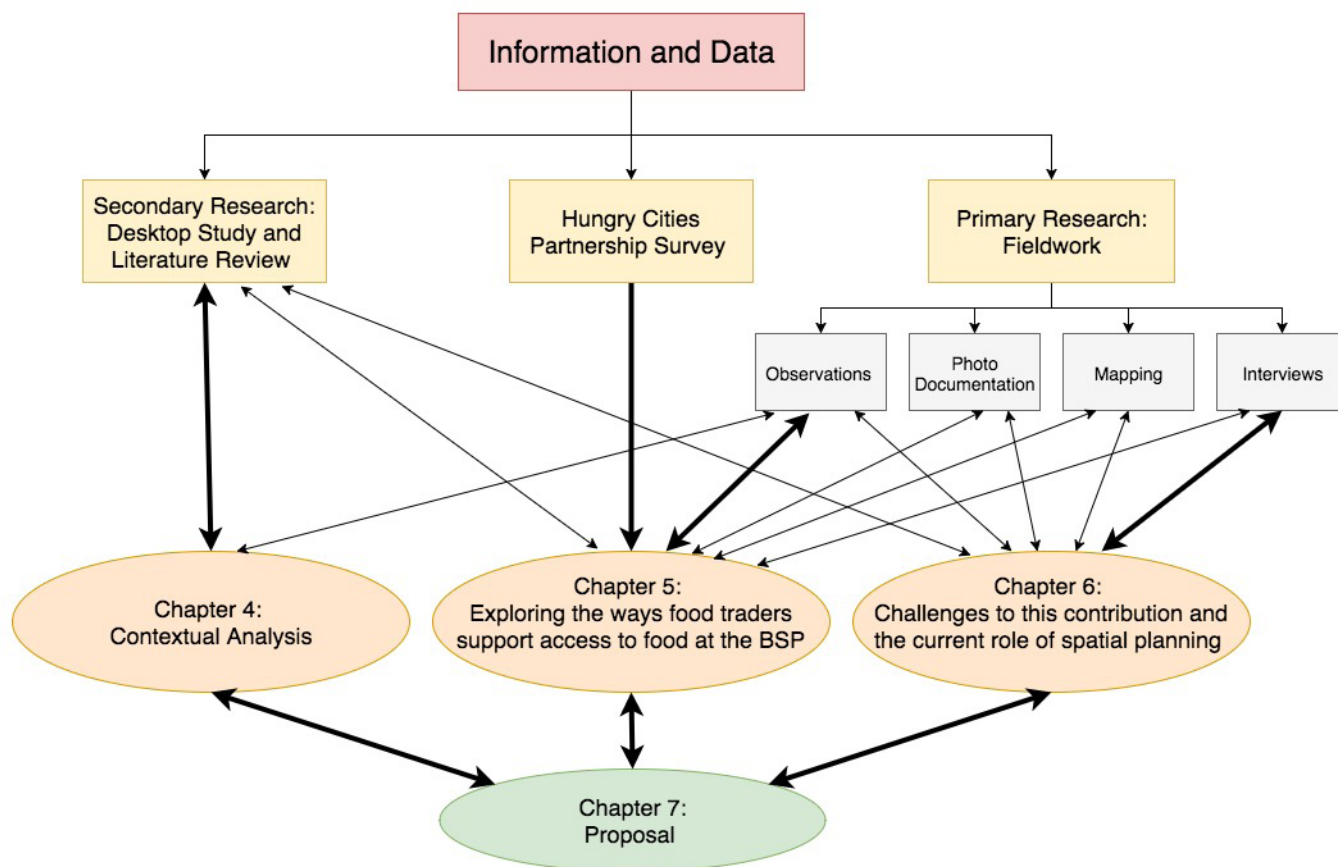 Information and Data
Secondary Research:
Desktop Study and
Literature Review
Hungry Cities
Partnership Survey
Primary Research:
Fieldwork
Observations
Photo
Documentation
Mapping
Interviews
Chapter 4:
Contextual Analysis
Chapter 5:
Exploring the ways food traders
support access to food at the BSP
Chapter 6:
Challenges to this contribution and
the current role of spatial planning
Chapter 7:
Proposal